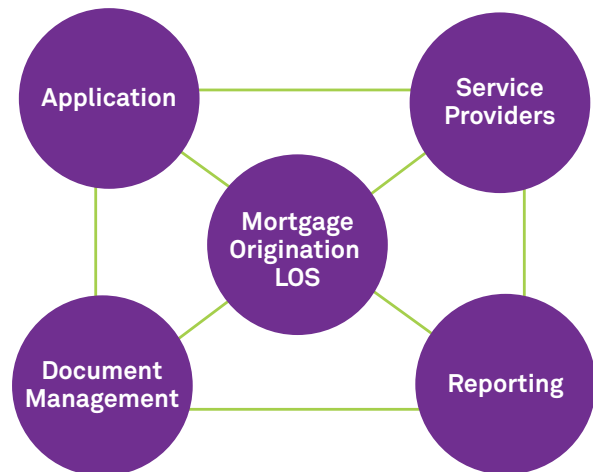 Application
Service
Providers
Mortgage
Origination
LOS
Document
Management
Reporting